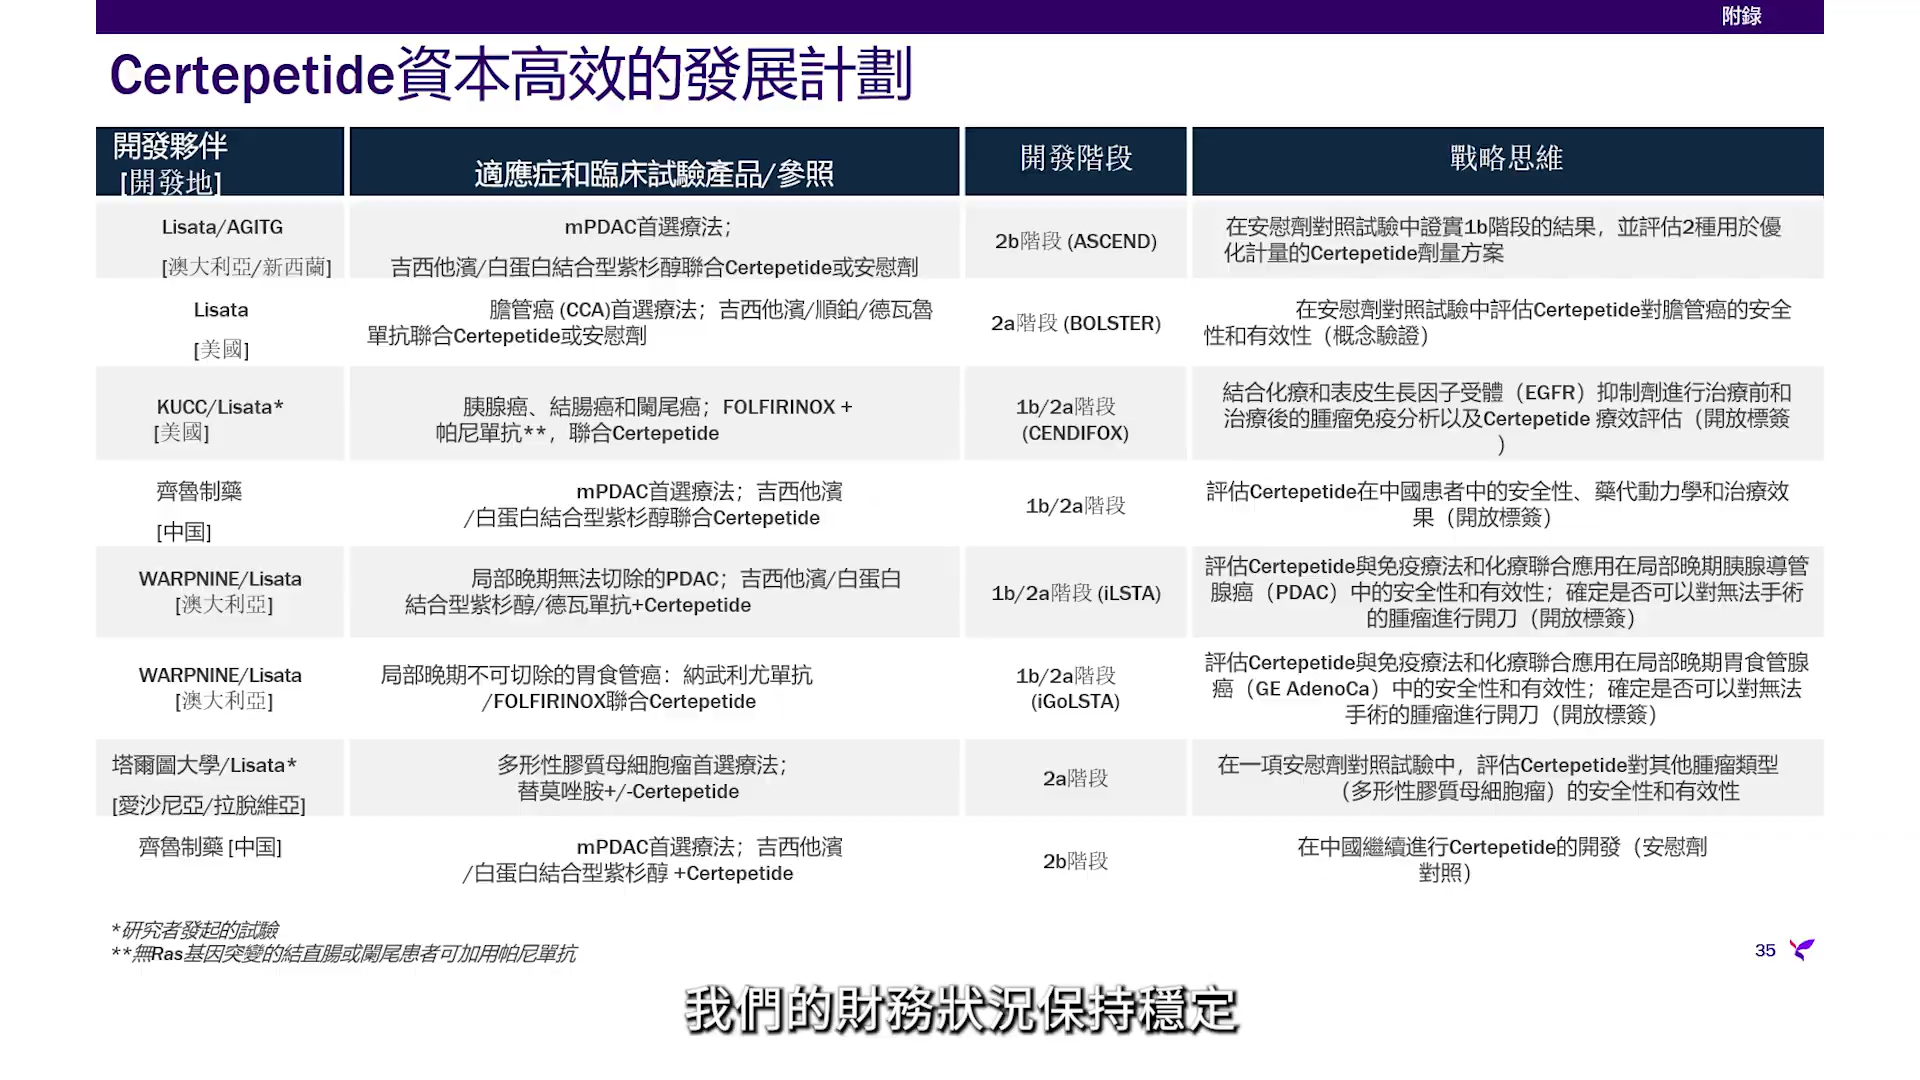 附錄
Certepetide資本高效的發展計劃
開發夥伴
[開發地]
適應症和臨床試驗產品/參照
開發階段
戰略思維
Lisata/AGITG
[澳大利亞/新西蘭]
mPDAC首選療法；
吉西他濱/白蛋白結合型紫杉醇聯合Certepetide或安慰劑
2b階段 (ASCEND)
在安慰劑對照試驗中證實1b階段的結果，並評估2種用於優
化計量的Certepetide劑量方案
Lisata
[美國]
膽管癌 (CCA)首選療法；吉西他濱/順鉑/德瓦魯
單抗聯合Certepetide或安慰劑
2a階段 (BOLSTER)
在安慰劑對照試驗中評估Certepetide對膽管癌的安全
性和有效性（概念驗證）
KUCC/Lisata*
[美國]
胰腺癌、結腸癌和闌尾癌；FOLFIRINOX +
帕尼單抗**，聯合Certepetide
1b/2a階段
(CENDIFOX)
結合化療和表皮生長因子受體（EGFR）抑制劑進行治療前和
治療後的腫瘤免疫分析以及Certepetide 療效評估（開放標簽
）
齊魯制藥
[中国]
mPDAC首選療法；吉西他濱
/白蛋白結合型紫杉醇聯合Certepetide
1b/2a階段
評估Certepetide在中國患者中的安全性、藥代動力學和治療效
果（開放標簽）
WARPNINE/Lisata
[澳大利亞]
局部晚期無法切除的PDAC；吉西他濱/白蛋白
結合型紫杉醇/德瓦單抗+Certepetide
1b/2a階段 (iLSTA)
評估Certepetide與免疫療法和化療聯合應用在局部晚期胰腺導管
腺癌（PDAC）中的安全性和有效性；確定是否可以對無法手術
的腫瘤進行開刀（開放標簽）
WARPNINE/Lisata
[澳大利亞]
局部晚期不可切除的胃食管癌：納武利尤單抗
/FOLFIRINOX聯合Certepetide
1b/2a階段
(iGoLSTA)
評估Certepetide與免疫療法和化療聯合應用在局部晚期胃食管腺
癌（GE AdenoCa）中的安全性和有效性；確定是否可以對無法
手術的腫瘤進行開刀（開放標簽）
塔爾圖大學/Lisata*
[愛沙尼亞/拉脫維亞]
多形性膠質母細胞瘤首選療法；
替莫唑胺+/-Certepetide
2a階段
在一項安慰劑對照試驗中，評估Certepetide對其他腫瘤類型
（多形性膠質母細胞瘤）的安全性和有效性
齊魯制藥 [中国]
mPDAC首選療法；吉西他濱
/白蛋白結合型紫杉醇 +Certepetide
2b階段
在中國繼續進行Certepetide的開發（安慰劑
對照）
*研究者發起的試驗
**無Ras基因突變的結直腸或闌尾患者可加用帕尼單抗
35
我們的財務狀況保持穩定